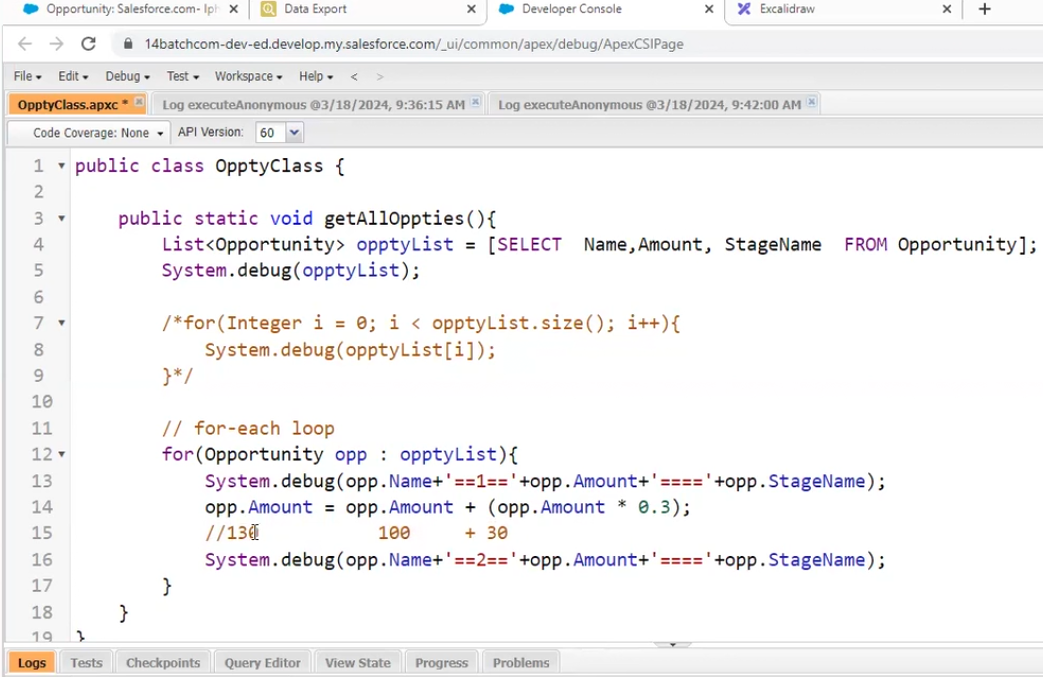 Opportunity: Salesforce.com- Iph
Data Export
Developer Console
Excalidraw
14batchcom-dev-ed.develop.my.salesforce.com/_ui/common/apex/debug/ApexCSIPage
File Edit Debug Test Workspace Help < >
OpptyClass.apxc * Log executeAnonymous @3/18/2024, 9:36:15 AM Log executeAnonymous @3/18/2024, 9:42:00 AM
Code Coverage: None API Version: 60
1 public class OpptyClass {
2
3 public static void getAllOppties(){
4 List<Opportunity> opptyList = [SELECT  Name,Amount, StageName  FROM Opportunity];
5 System.debug(opptyList);
6
7 /*for(Integer i = 0; i < opptyList.size(); i++){
8 System.debug(opptyList[i]);
9 }*/
10
11 // for-each loop
12 for(Opportunity opp : opptyList){
13 System.debug(opp.Name+'==1=='+opp.Amount+'===='+opp.StageName);
14 opp.Amount = opp.Amount + (opp.Amount * 0.3);
15 //130 100 + 30
16 System.debug(opp.Name+'==2=='+opp.Amount+'===='+opp.StageName);
17 }
18 }
19 }
Logs Tests Checkpoints Query Editor View State Progress Problems